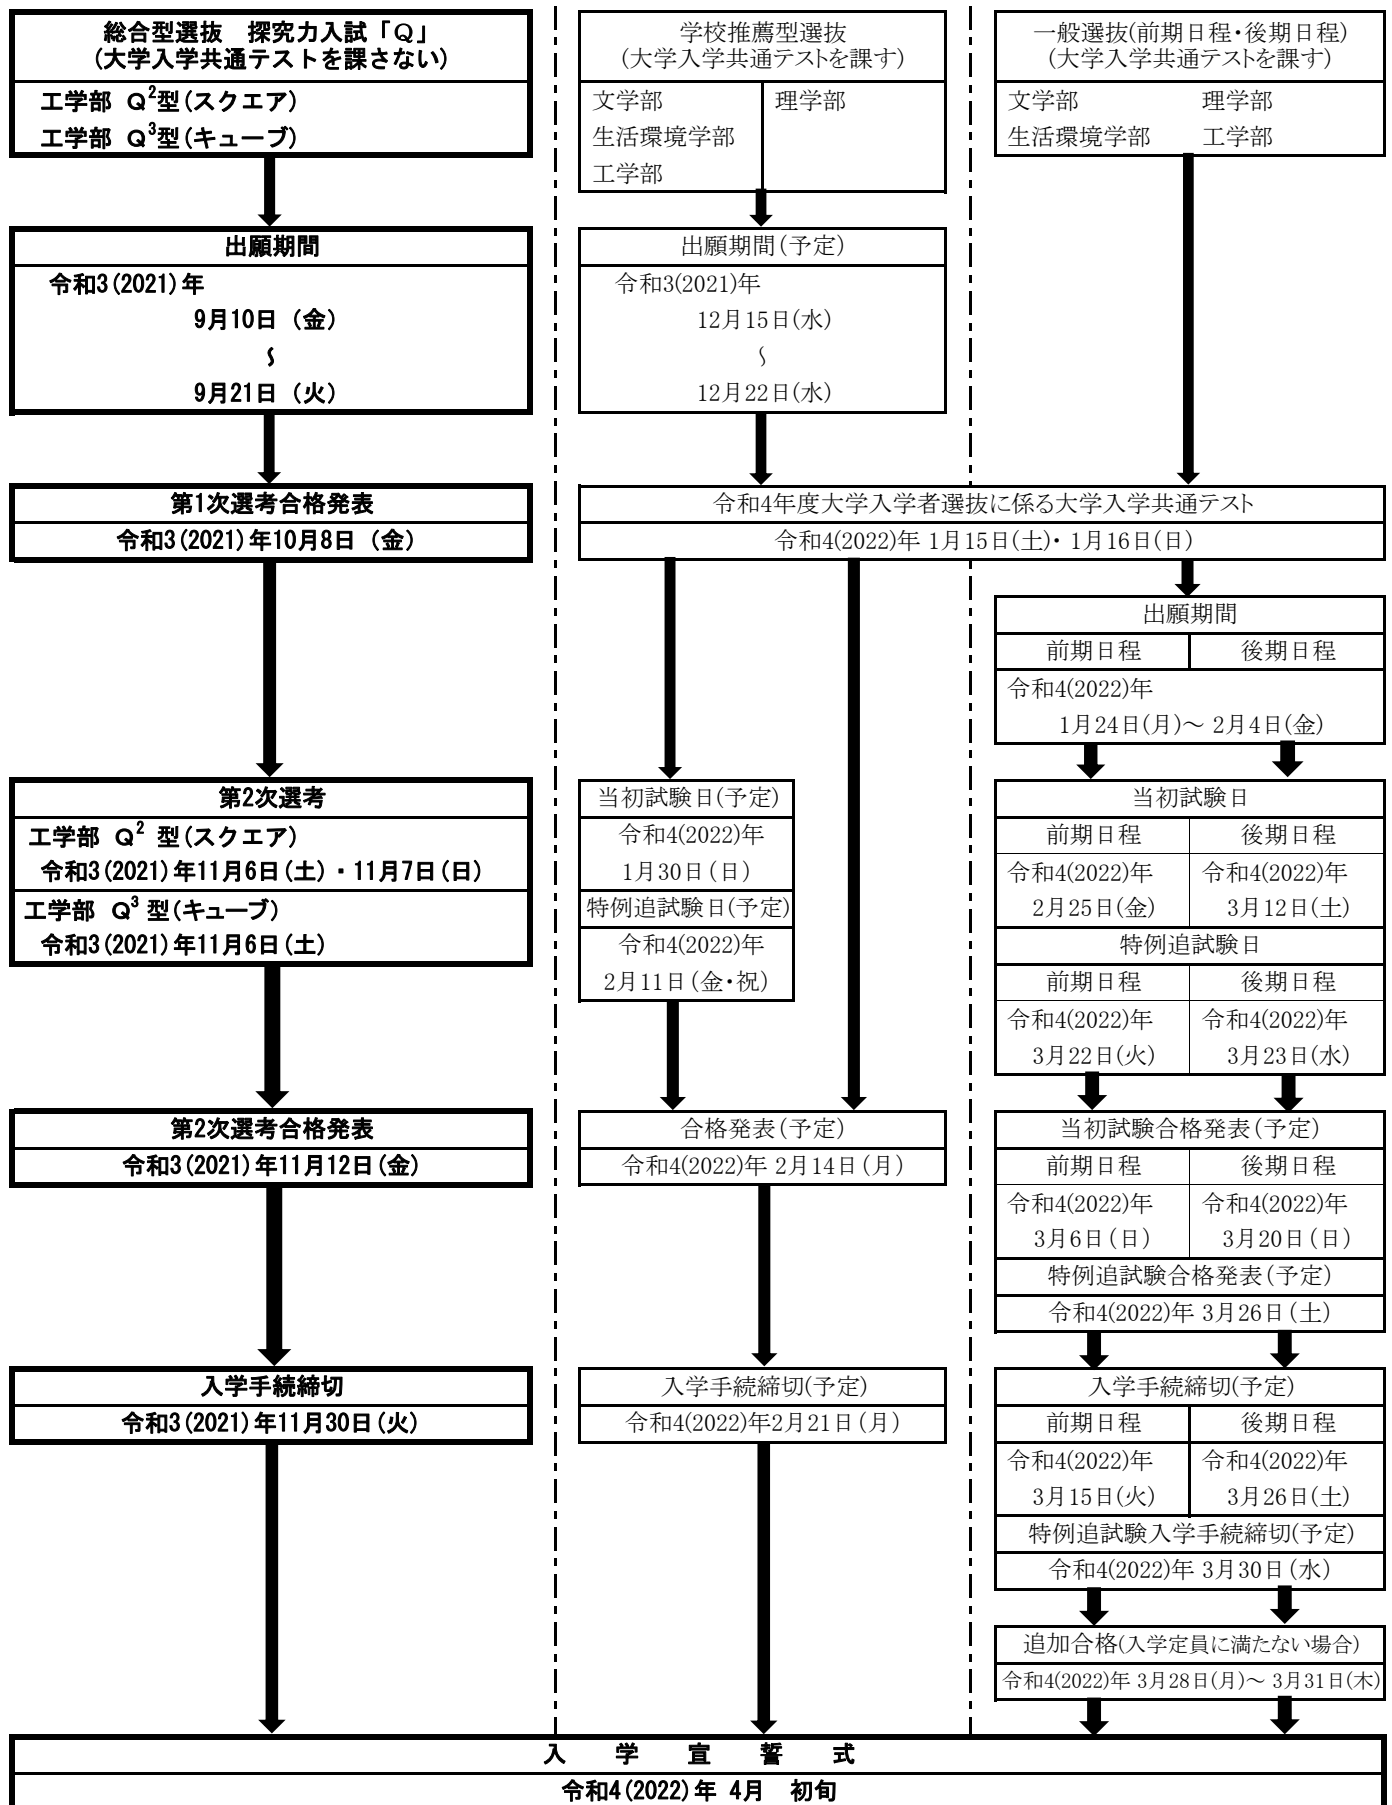 総合型選抜　探究力入試「Q」
(大学入学共通テストを課さない)
工学部 Q²型(スクエア)
工学部 Q³型(キューブ)
出願期間
令和3(2021)年
9月10日 (金)
～
9月21日 (火)
第1次選考合格発表
令和3(2021)年10月8日 (金)
第2次選考
工学部 Q² 型(スクエア)
令和3(2021)年11月6日(土)・11月7日(日)
工学部 Q³ 型(キューブ)
令和3(2021)年11月6日(土)
第2次選考合格発表
令和3(2021)年11月12日(金)
入学手続締切
令和3(2021)年11月30日(火)
学校推薦型選抜
(大学入学共通テストを課す)
文学部 理学部
生活環境学部
工学部
出願期間(予定)
令和3(2021)年
12月15日(水)
～
12月22日(水)
一般選抜(前期日程・後期日程)
(大学入学共通テストを課す)
文学部 理学部
生活環境学部 工学部
令和4年度大学入学者選抜に係る大学入学共通テスト
令和4(2022)年 1月15日(土)・ 1月16日(日)
当初試験日(予定)
令和4(2022)年
1月30日(日)
特例追試験日(予定)
令和4(2022)年
2月11日(金・祝)
合格発表(予定)
令和4(2022)年 2月14日(月)
入学手続締切(予定)
令和4(2022)年2月21日(月)
出願期間
前期日程 後期日程
令和4(2022)年
1月24日(月)～ 2月4日(金)
当初試験日
前期日程 後期日程
令和4(2022)年 令和4(2022)年
2月25日(金) 3月12日(土)
特例追試験日
前期日程 後期日程
令和4(2022)年 令和4(2022)年
3月22日(火) 3月23日(水)
当初試験合格発表(予定)
前期日程 後期日程
令和4(2022)年 令和4(2022)年
3月6日(日) 3月20日(日)
特例追試験合格発表(予定)
令和4(2022)年 3月26日(土)
入学手続締切(予定)
前期日程 後期日程
令和4(2022)年 令和4(2022)年
3月15日(火) 3月26日(土)
特例追試験入学手続締切(予定)
令和4(2022)年 3月30日(水)
追加合格(入学定員に満たない場合)
令和4(2022)年 3月28日(月)～ 3月31日(木)
入　学　宣　誓　式
令和4(2022)年 4月　初旬